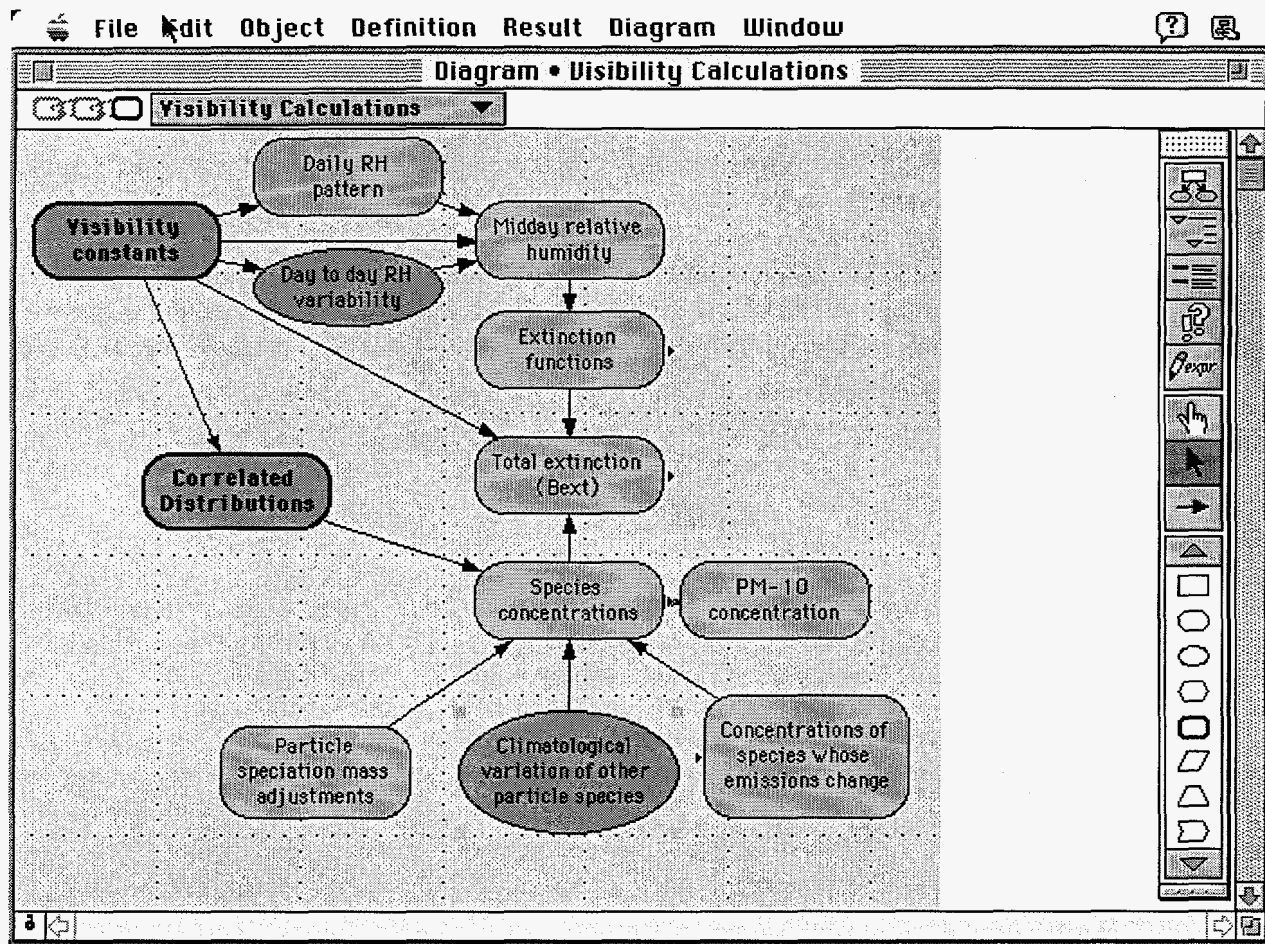 File Edit Object Definition Result Diagram Window
Diagram • Visibility Calculations
Visibility Calculations
Daily RH
pattern
Visibility
constants
Midday relative
humidity
Day to day RH
variability
Extinction
functions
expr
Total extinction
(Bext)
Correlated
Distributions
Species
concentrations
PM-10
concentration
Particle
speciation mass
adjustments
Climatological
variation of other
particle species
Concentrations of
species whose
emissions change